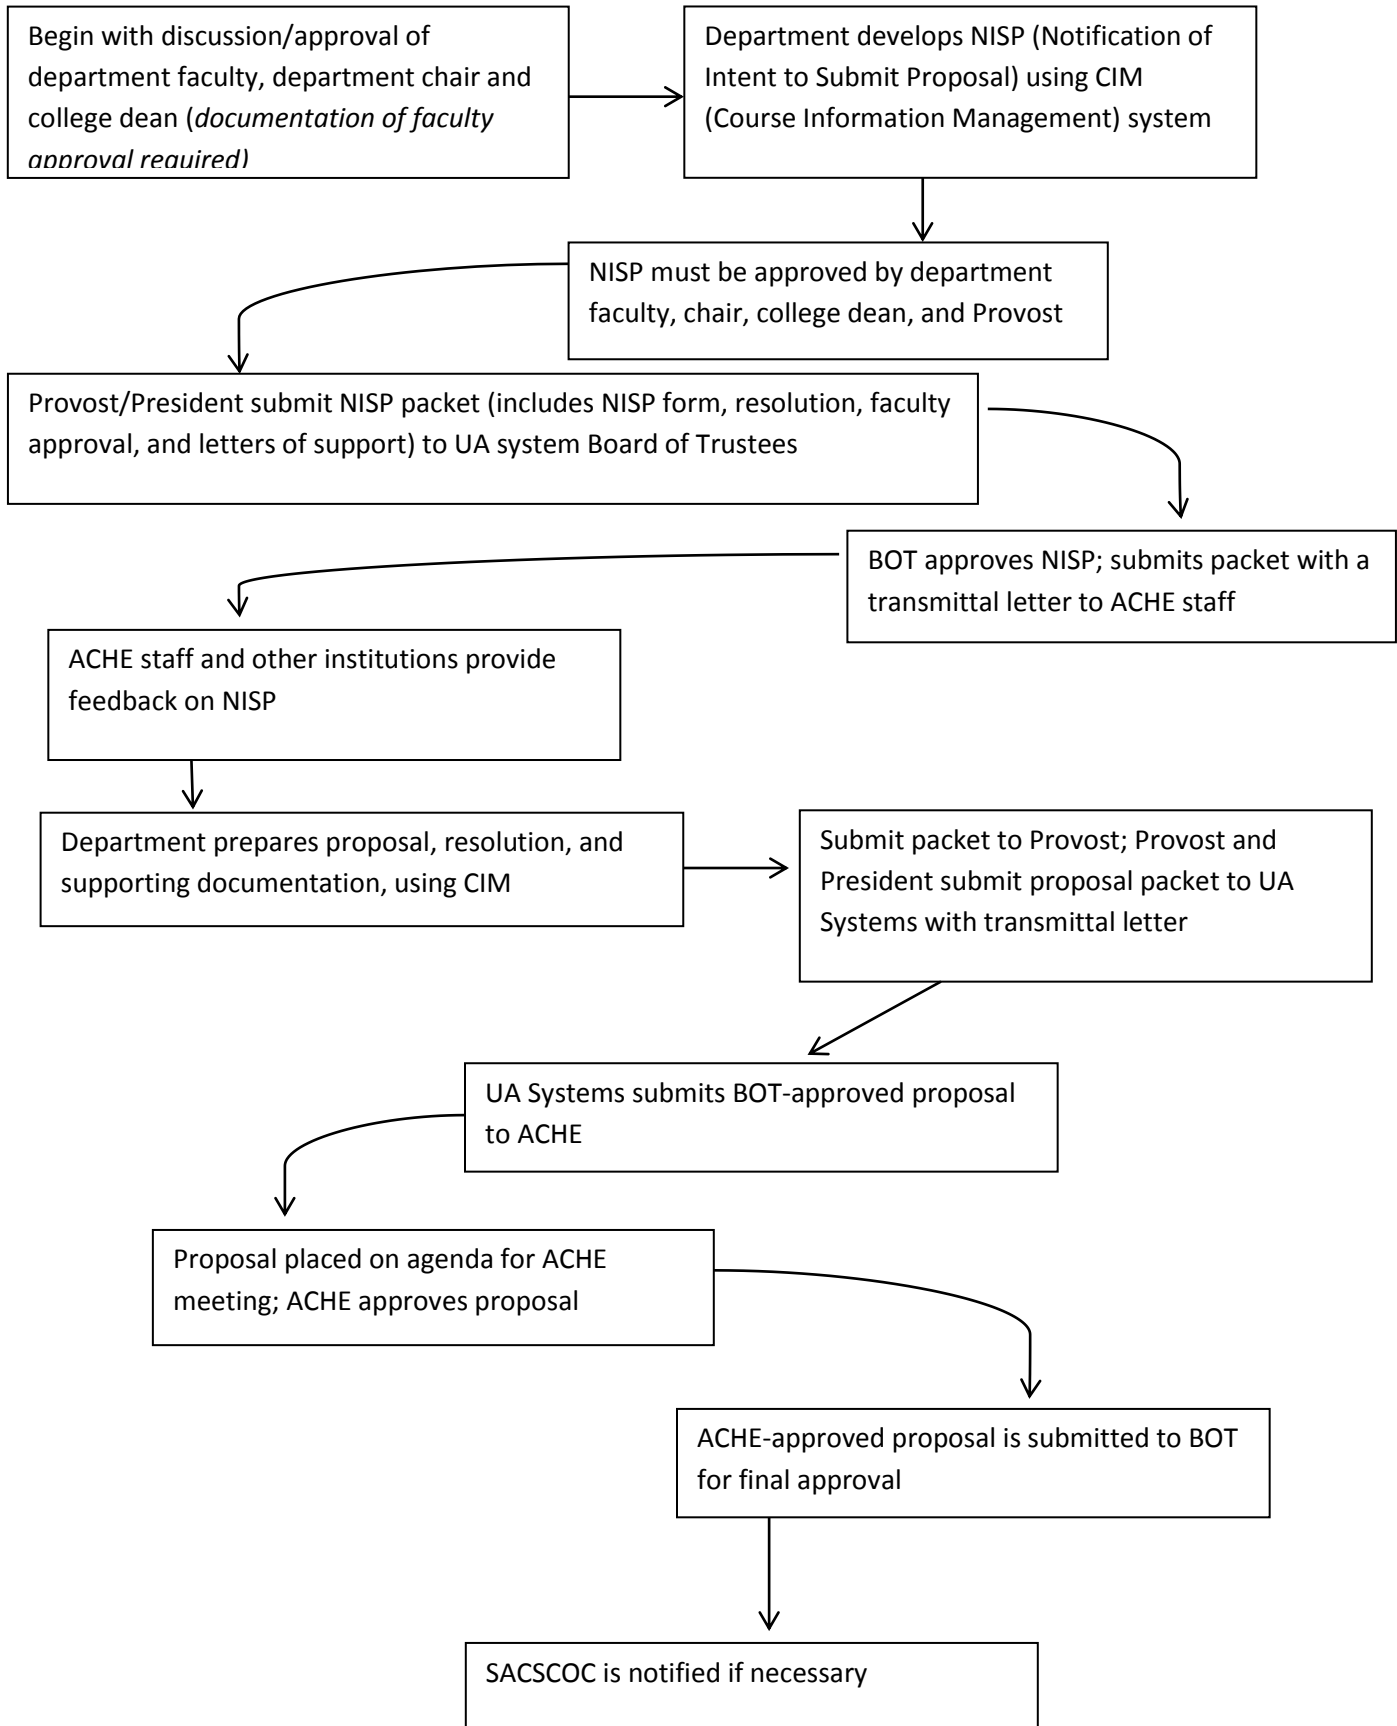 Begin with discussion/approval of
department faculty, department chair and
college dean (documentation of faculty
approval required)
Department develops NISP (Notification of
Intent to Submit Proposal) using CIM
(Course Information Management) system
NISP must be approved by department
faculty, chair, college dean, and Provost
Provost/President submit NISP packet (includes NISP form, resolution, faculty
approval, and letters of support) to UA system Board of Trustees
BOT approves NISP; submits packet with a
transmittal letter to ACHE staff
ACHE staff and other institutions provide
feedback on NISP
Department prepares proposal, resolution, and
supporting documentation, using CIM
Submit packet to Provost; Provost and
President submit proposal packet to UA
Systems with transmittal letter
UA Systems submits BOT-approved proposal
to ACHE
Proposal placed on agenda for ACHE
meeting; ACHE approves proposal
ACHE-approved proposal is submitted to BOT
for final approval
SACSCOC is notified if necessary